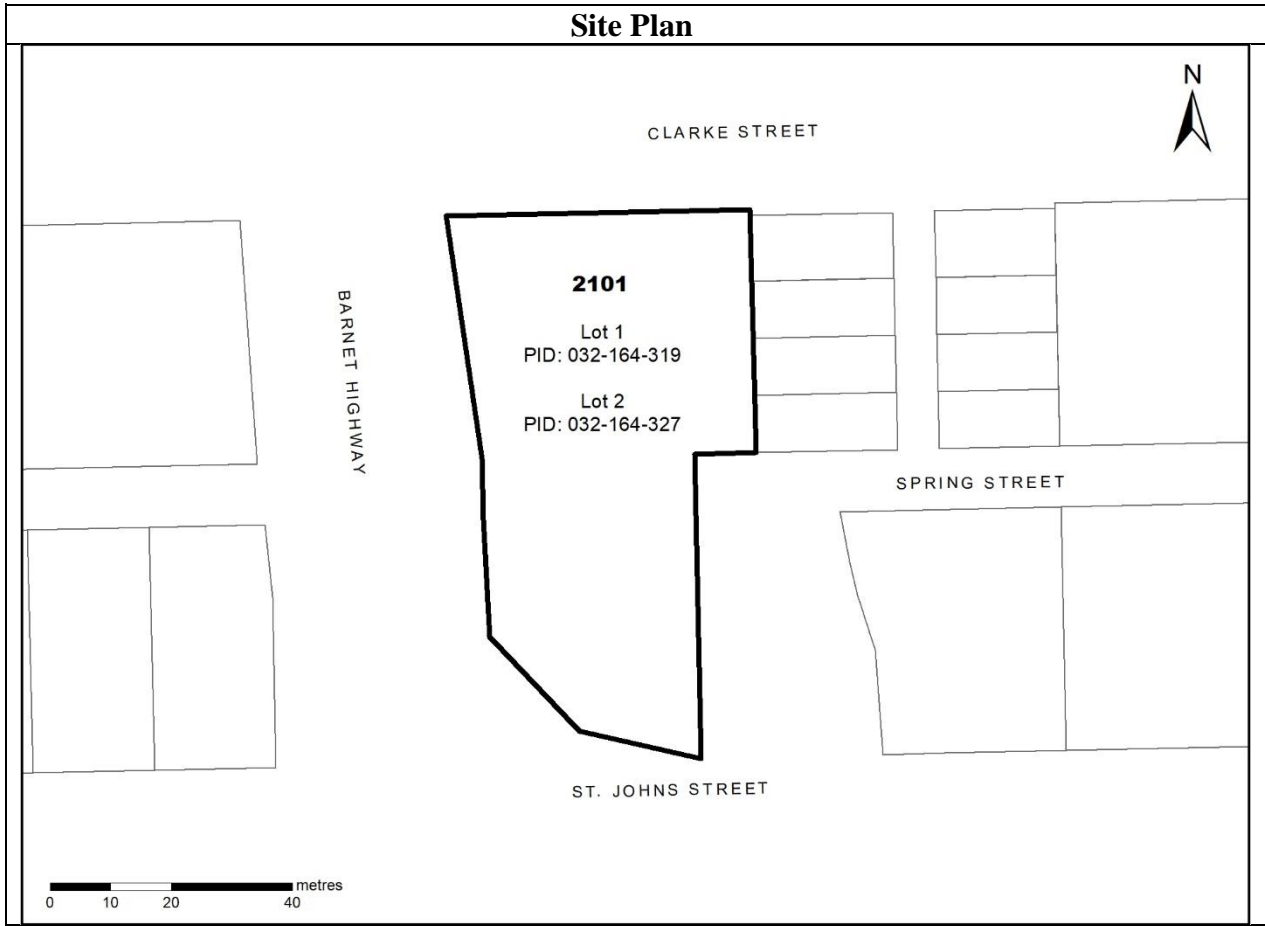 Site Plan
N
CLARKE STREET
2101
BARNET HIGHWAY
Lot 1
PID: 032-164-319
Lot 2
PID: 032-164-327
SPRING STREET
ST. JOHNS STREET
metres
0 10 20 40